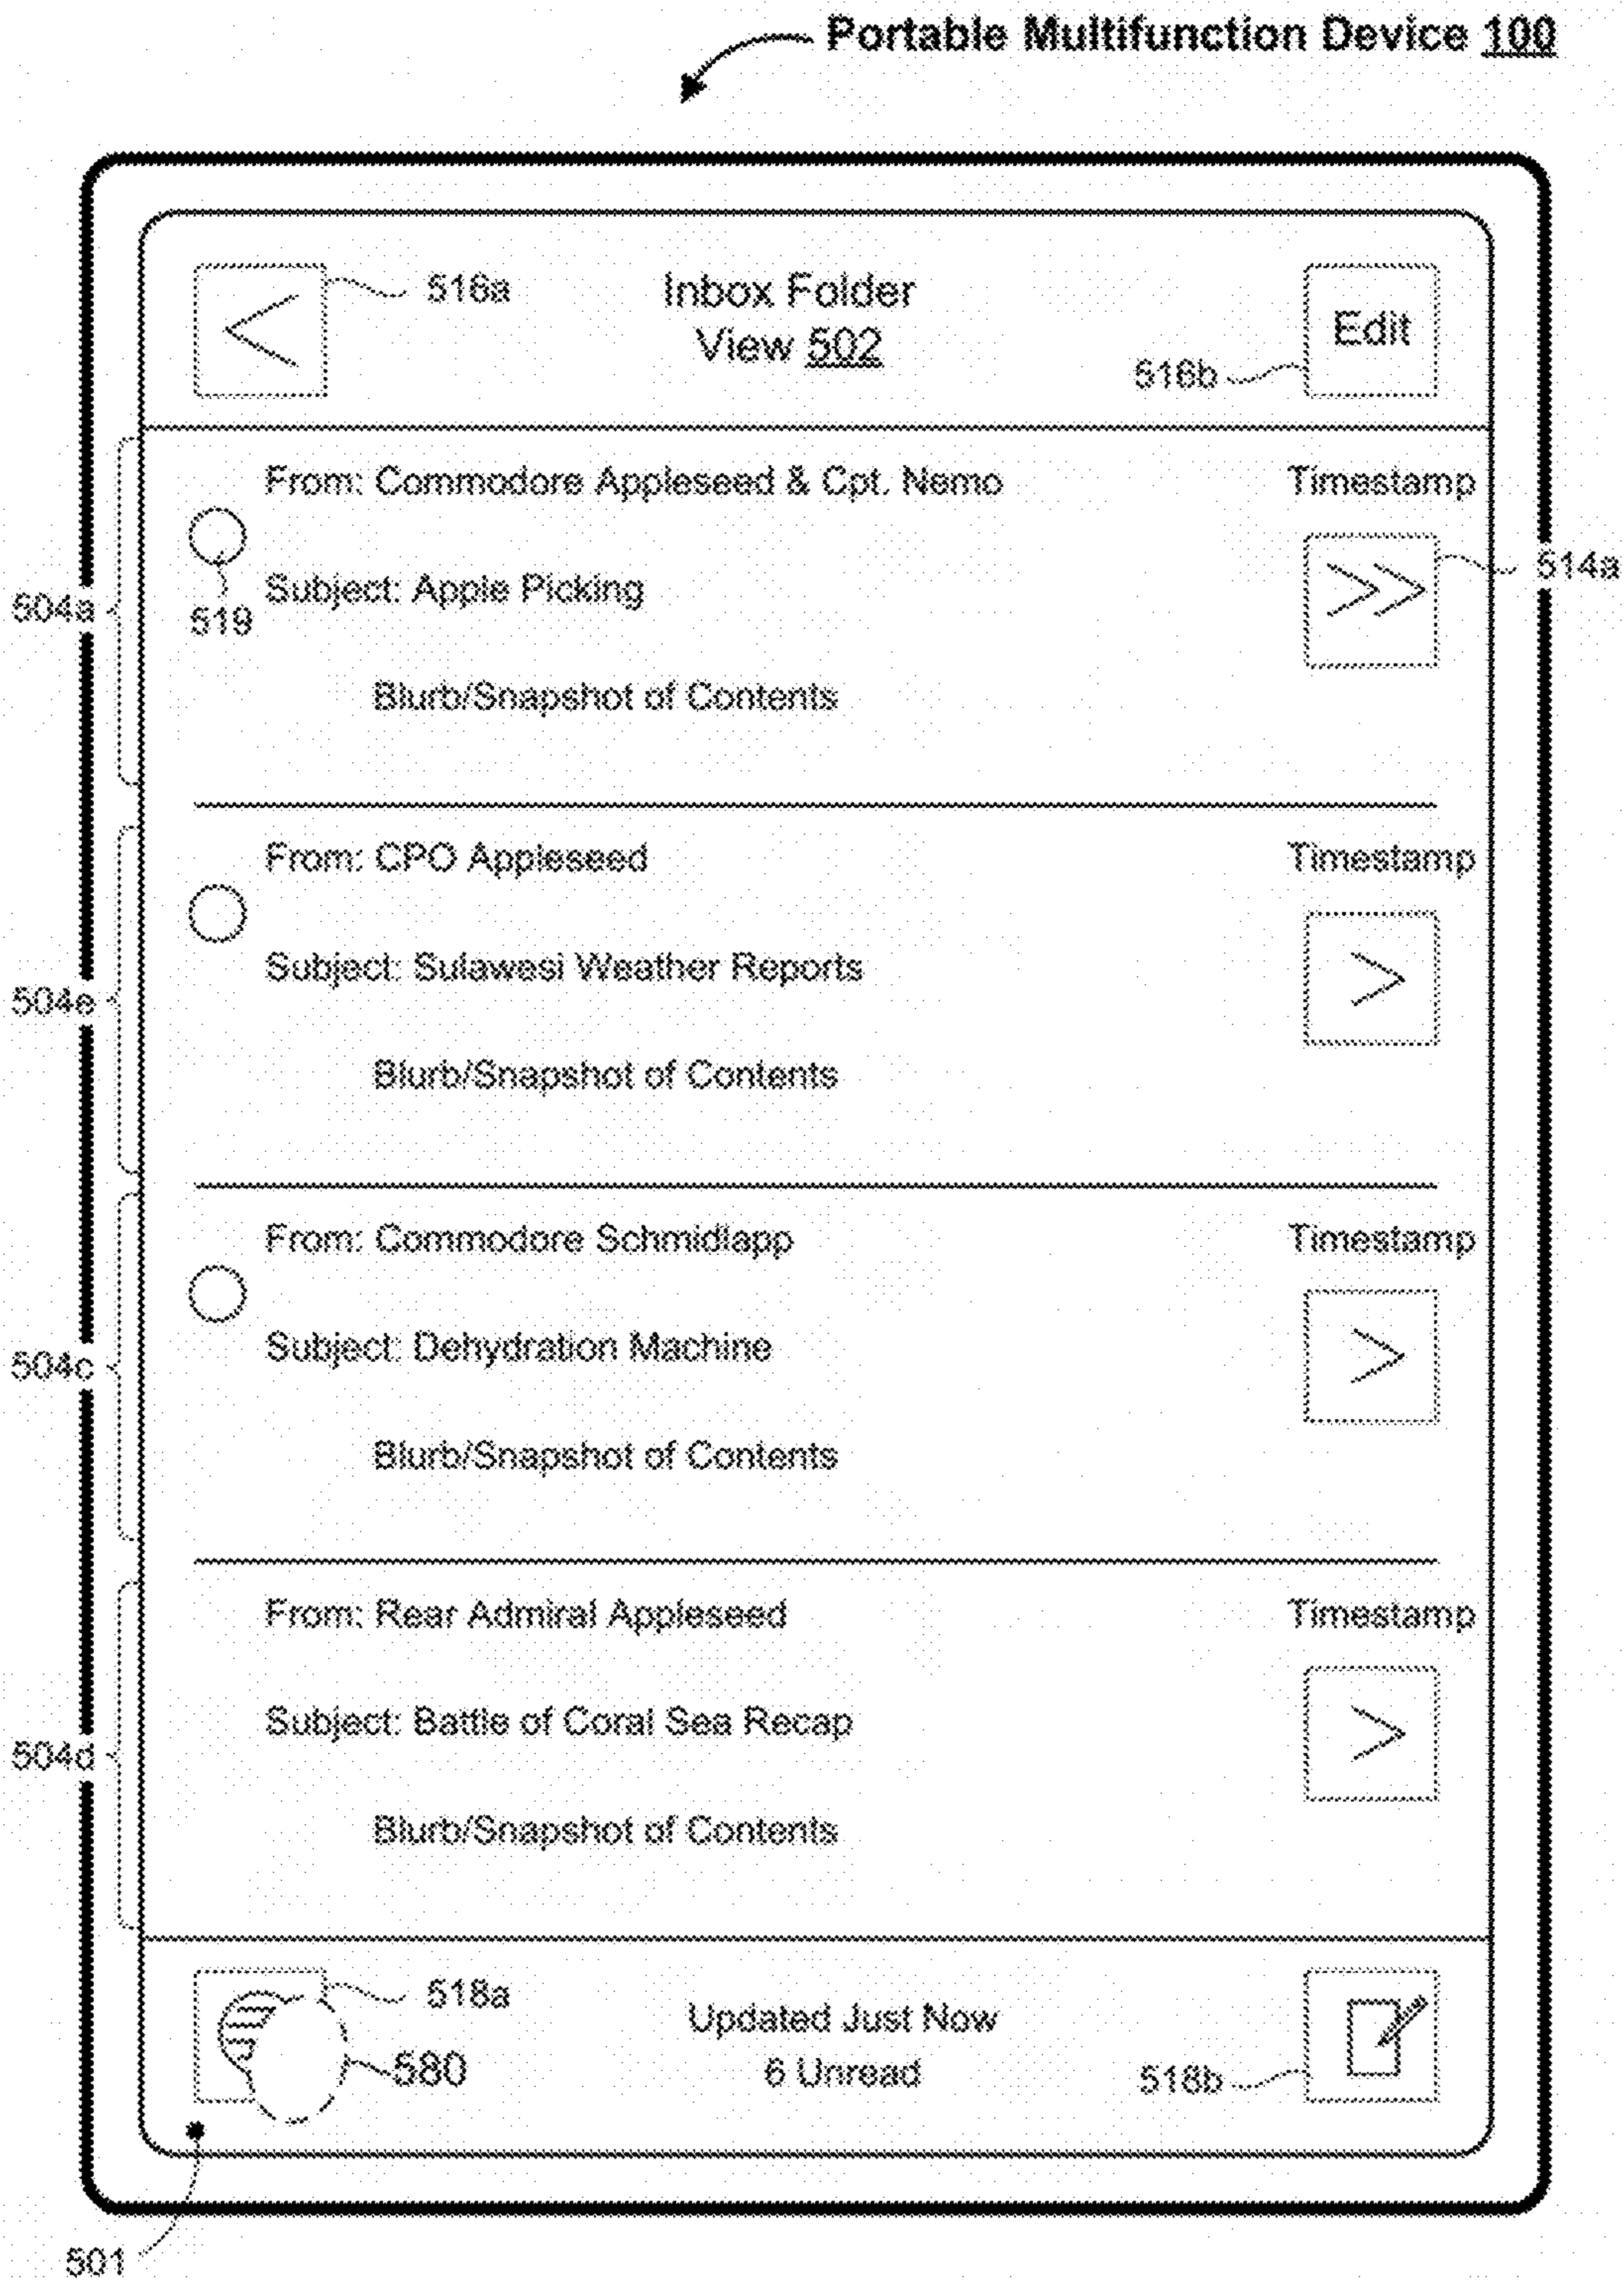 Portable Multifunction Device 100
516a
Inbox Folder
View 502
Edit
516b
From: Commodore Appleseed & Cpt. Nemo
Timestamp
514a
504a
519
Subject: Apple Picking
Blurb/Snapshot of Contents
From: CPO Appleseed
Timestamp
504e
Subject: Sulawesi Weather Reports
Blurb/Snapshot of Contents
From: Commodore Schmidlapp
Timestamp
504c
Subject: Dehydration Machine
Blurb/Snapshot of Contents
From: Rear Admiral Appleseed
Timestamp
504d
Subject: Battle of Coral Sea Recap
Blurb/Snapshot of Contents
518a
580
Updated Just Now
6 Unread
518b
501